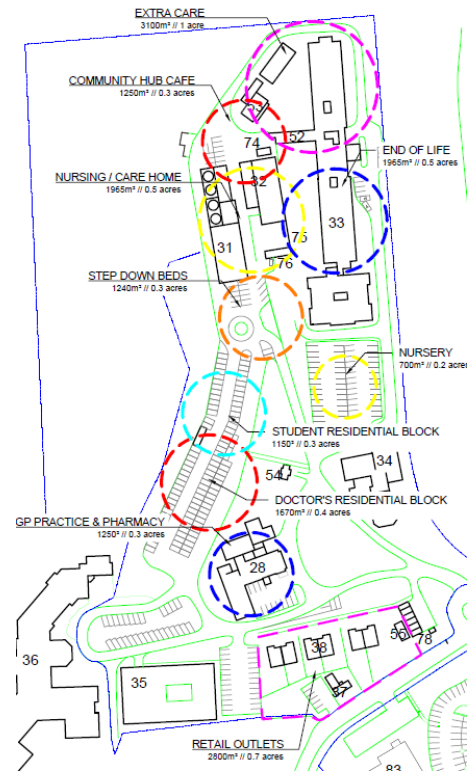 EXTRA CARE
3100m² // 1 acre
COMMUNITY HUB CAFE
1250m² // 0.3 acres
74
52
END OF LIFE
1965m² // 0.5 acres
NURSING / CARE HOME
1965m² // 0.5 acres
32
33
31
75
76
STEP DOWN BEDS
1240m² // 0.3 acres
NURSERY
700m² // 0.2 acres
STUDENT RESIDENTIAL BLOCK
1150² // 0.3 acres
34
54
DOCTOR'S RESIDENTIAL BLOCK
1670m² // 0.4 acres
GP PRACTICE & PHARMACY
1250² // 0.3 acres
28
55
78
38
36
35
37
RETAIL OUTLETS
2800m² // 0.7 acres
83